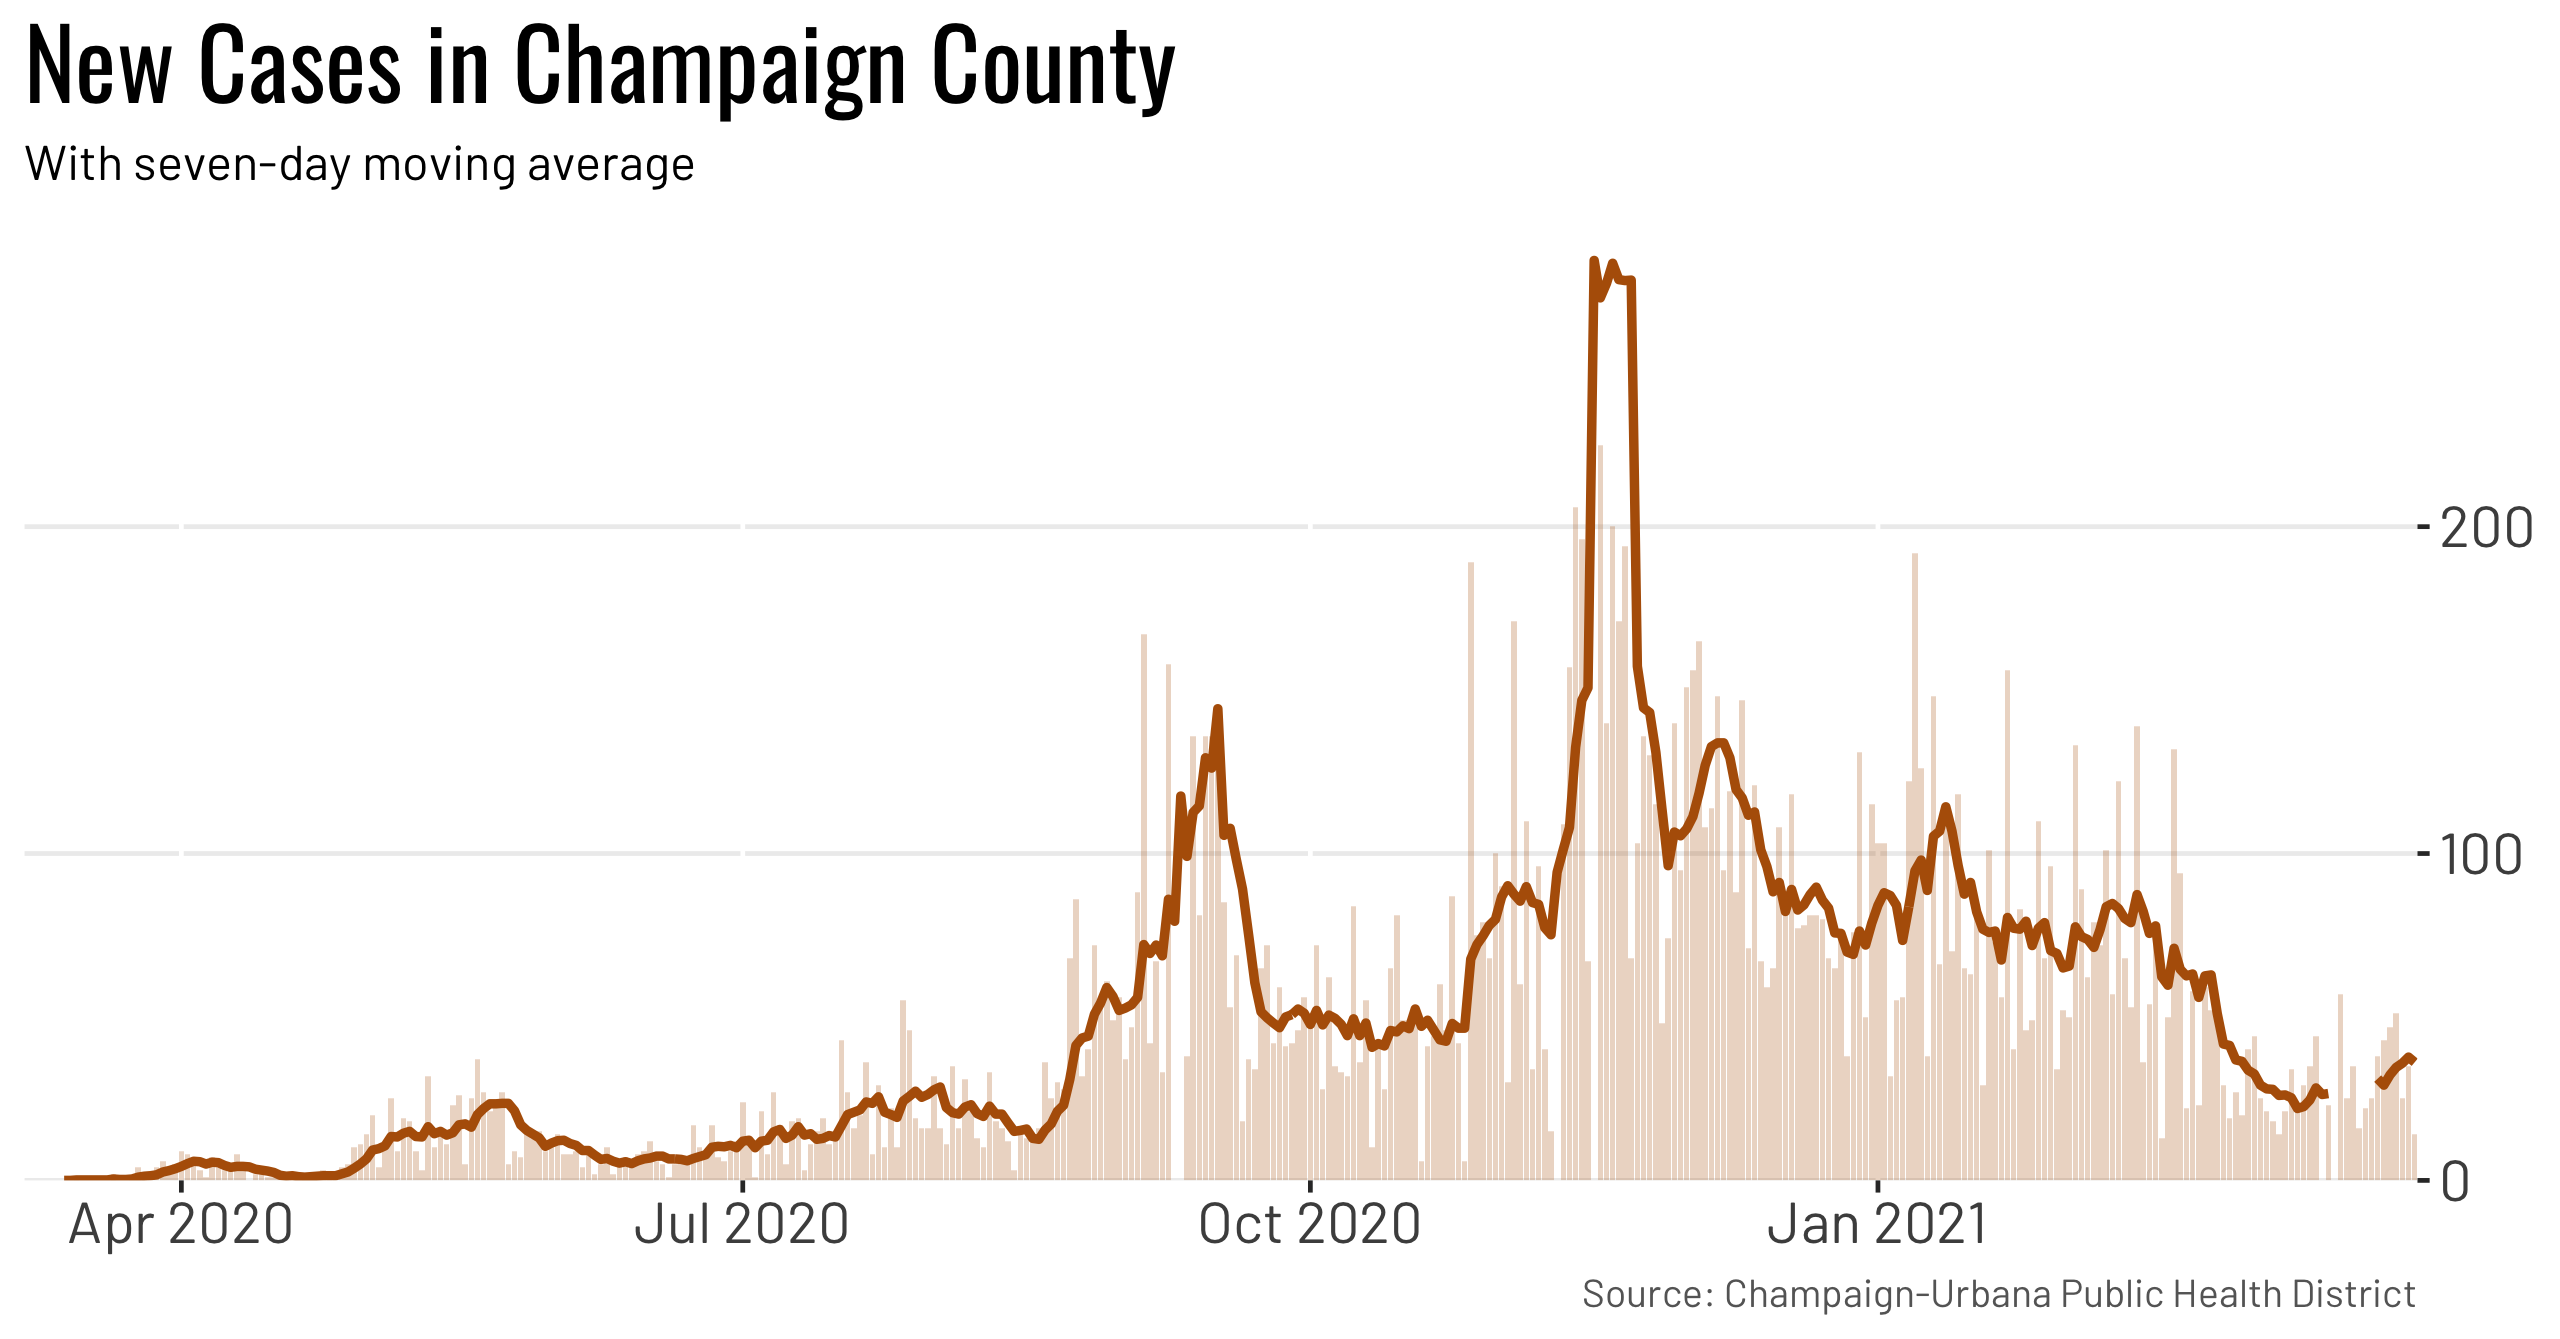 New Cases in Champaign County
With seven-day moving average
200
100
0
Apr 2020
Jul 2020
Oct 2020
Jan 2021
Source: Champaign-Urbana Public Health District